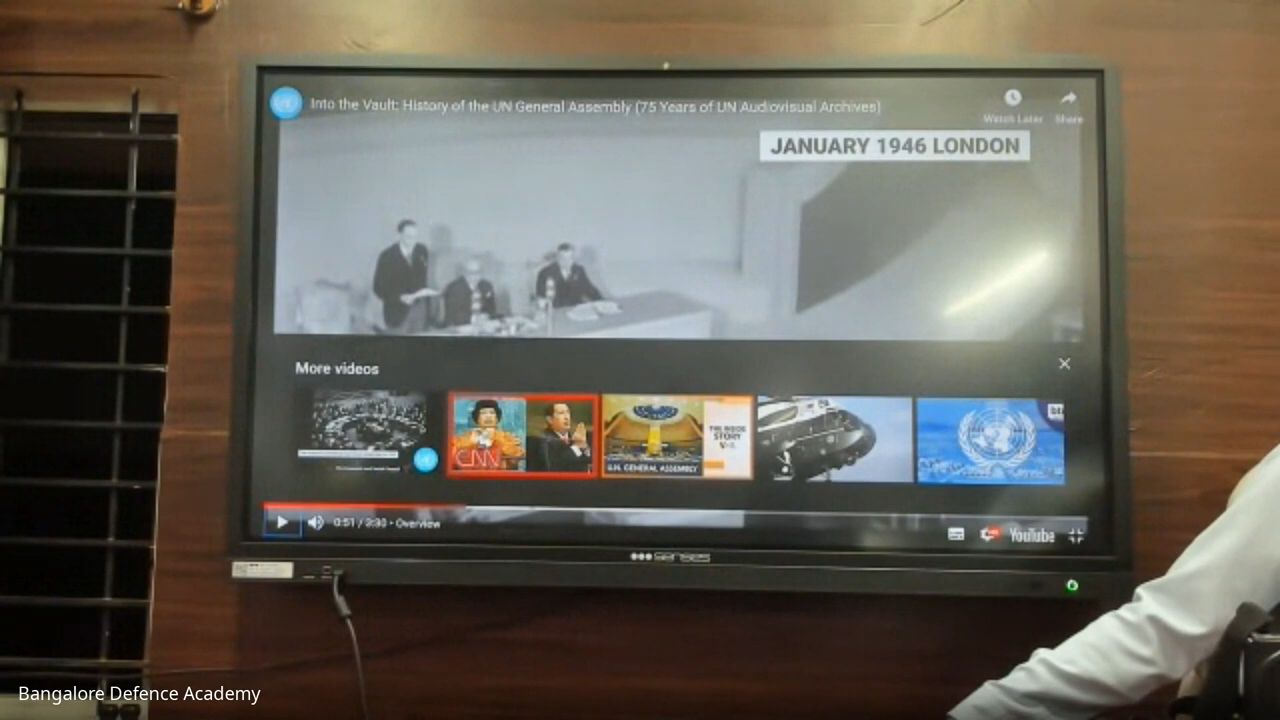 Into the Vault: History of the UN General Assembly (75 Years of UN Audiovisual Archives)
Watch Later
Share
JANUARY 1946 LONDON
More videos
CNN
THE INSIDE
STORY
U.N. GENERAL ASSEMBLY
0:51 / 3:30 • Overview
YouTube
senses
Bangalore Defence Academy